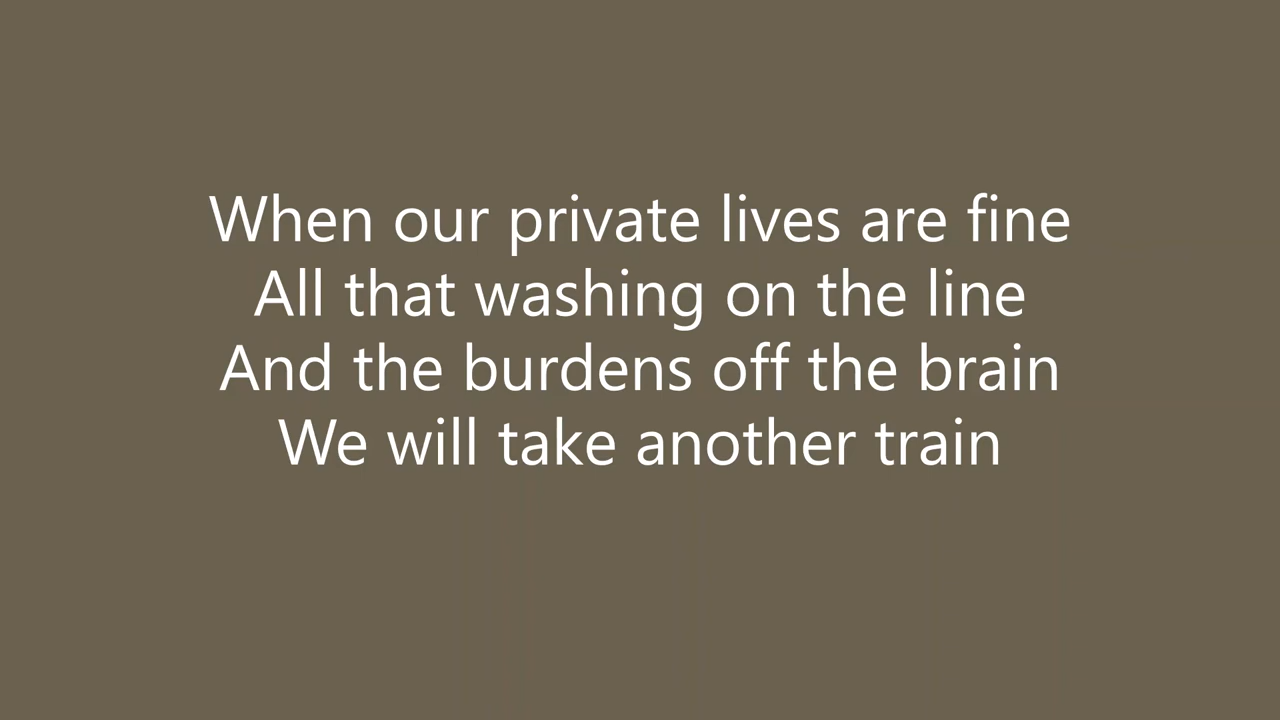 When our private lives are fine
All that washing on the line
And the burdens off the brain
We will take another train